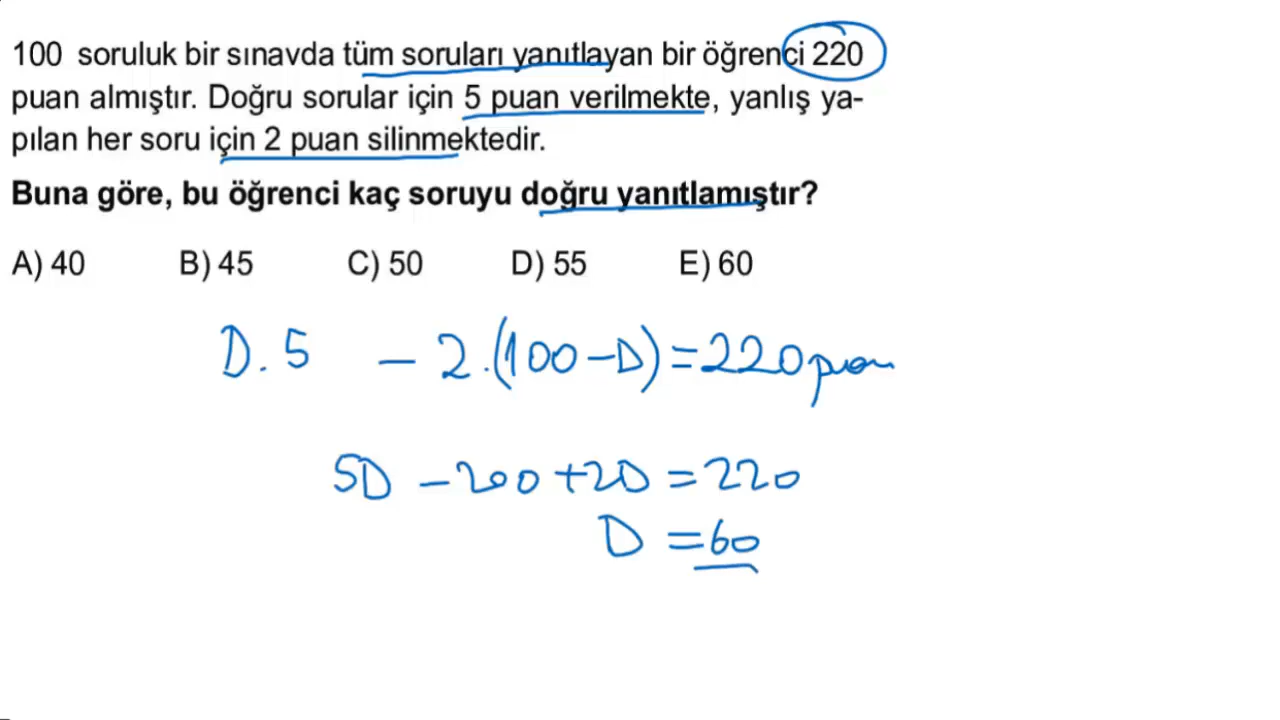 100 soruluk bir sınavda tüm soruları yanıtlayan bir öğrenci 220
puan almıştır. Doğru sorular için 5 puan verilmekte, yanlış ya-
pılan her soru için 2 puan silinmektedir.
Buna göre, bu öğrenci kaç soruyu doğru yanıtlamıştır?
A) 40 B) 45 C) 50 D) 55 E) 60
D. 5 - 2.(100-D)=220 puan
5D - 200 + 2D = 220
D = 60